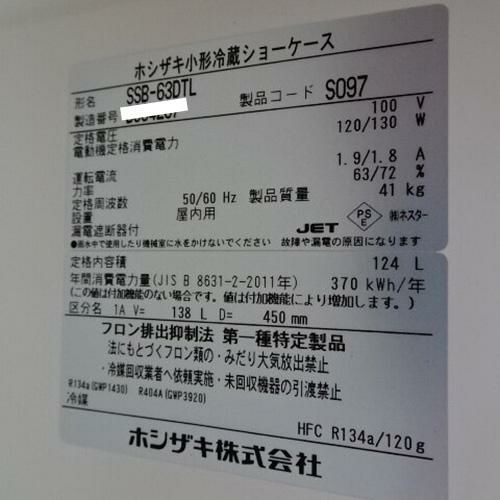 ホシザキ小形冷蔵ショーケース
形名 SSB-63DTL 製品コード S097
製造番号
定格電圧 100 V
電動機定格消費電力 120/130 W
運転電流 1.9/1.8 A
力率 63/72 %
定格周波数 50/60 Hz 製品質量 41 kg
設置 屋内用
漏電遮断器付 JET PSE ㈱ネスター
●雨水中で使用したり機械室に水をかけないでください 故障や漏電の原因になります
定格内容積 124 L
年間消費電力量(JIS B 8631-2-2011年) 370 kWh/年
(この値は付加機能のない場合です。値は付加機能により増加します。)
区分名 1A V= 138 L D= 450 mm
フロン排出抑制法 第一種特定製品
法にもとづくフロン類の・みだり大気放出禁止
・冷媒回収業者へ依頼実施・未回収機器の引渡禁止
R134a(GWP1430) R404A(GWP3920)
冷媒 HFC R134a/120g
ホシザキ株式会社